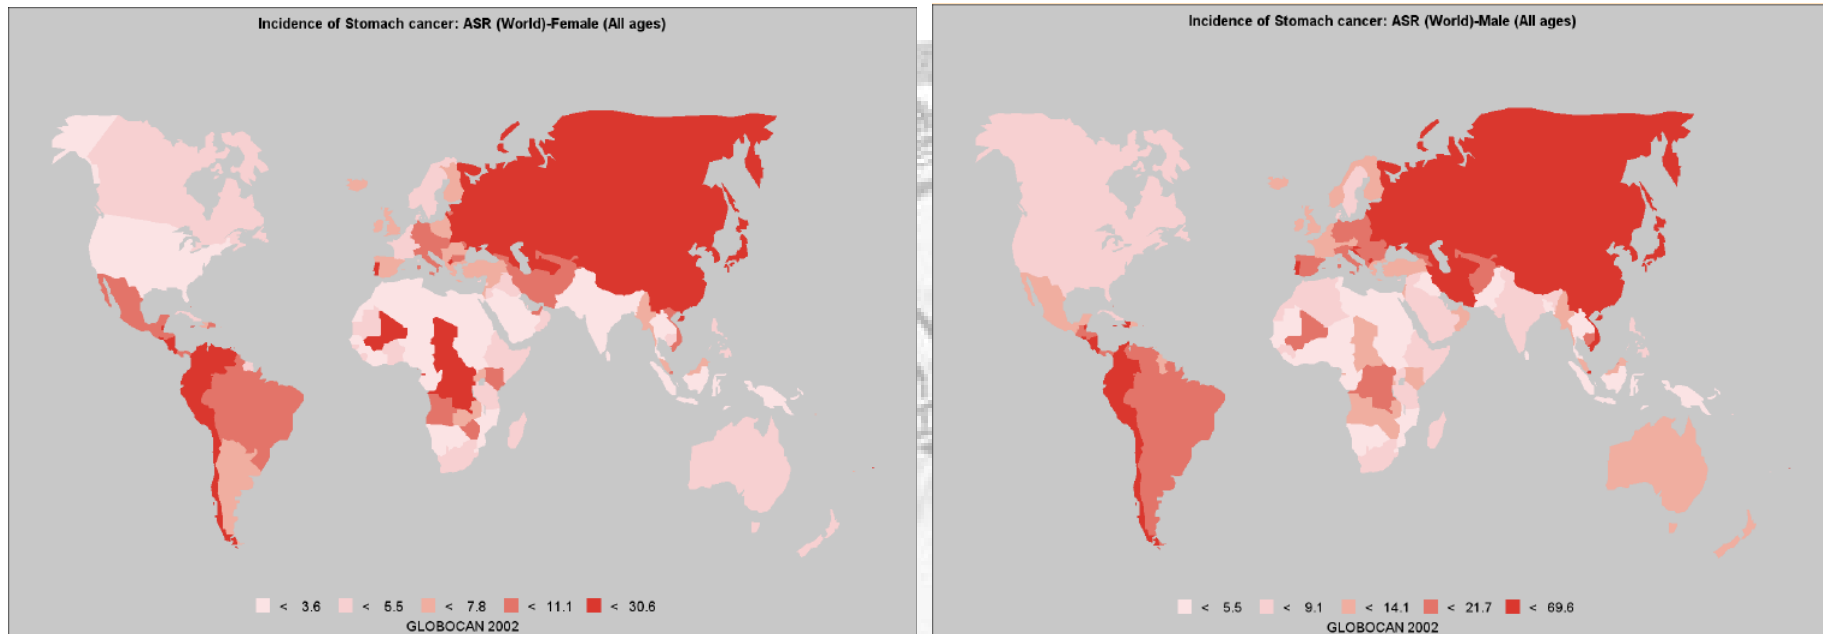 Incidence of Stomach cancer: ASR (World)-Female (All ages)
< 3.6 < 5.5 < 7.8 < 11.1 < 30.6
GLOBOCAN 2002
Incidence of Stomach cancer: ASR (World)-Male (All ages)
< 5.5 < 9.1 < 14.1 < 21.7 < 69.6
GLOBOCAN 2002